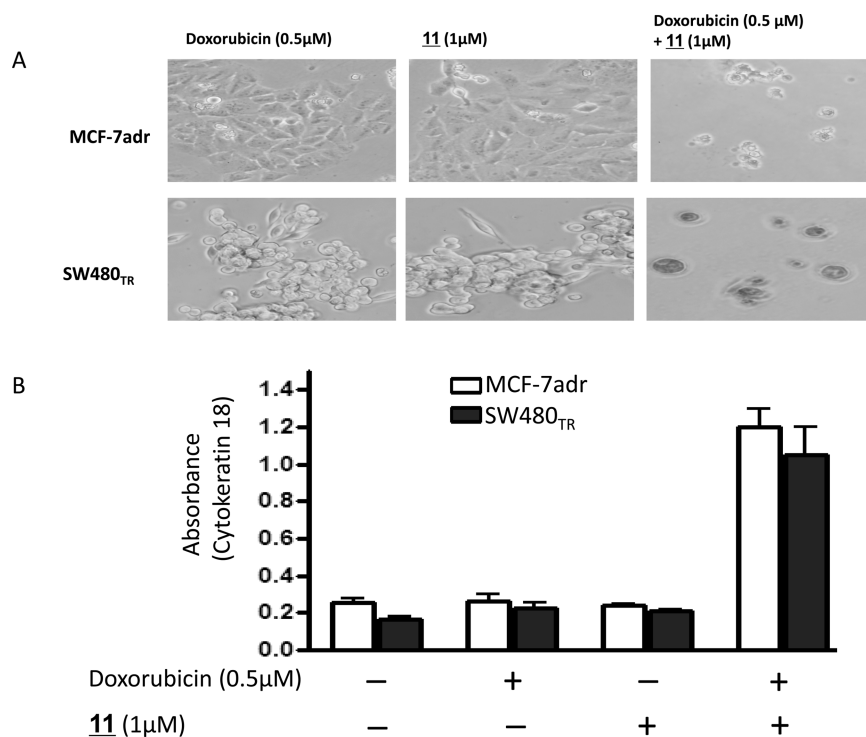 Doxorubicin (0.5µM)
11 (1µM)
Doxorubicin (0.5 µM)
+ 11 (1µM)
A
MCF-7adr
SW480TR
B
MCF-7adr
SW480TR
Absorbance
(Cytokeratin 18)
1.4
1.2
1.0
0.8
0.6
0.4
0.2
0.0
Doxorubicin (0.5µM) − + − +
11 (1µM) − − + +